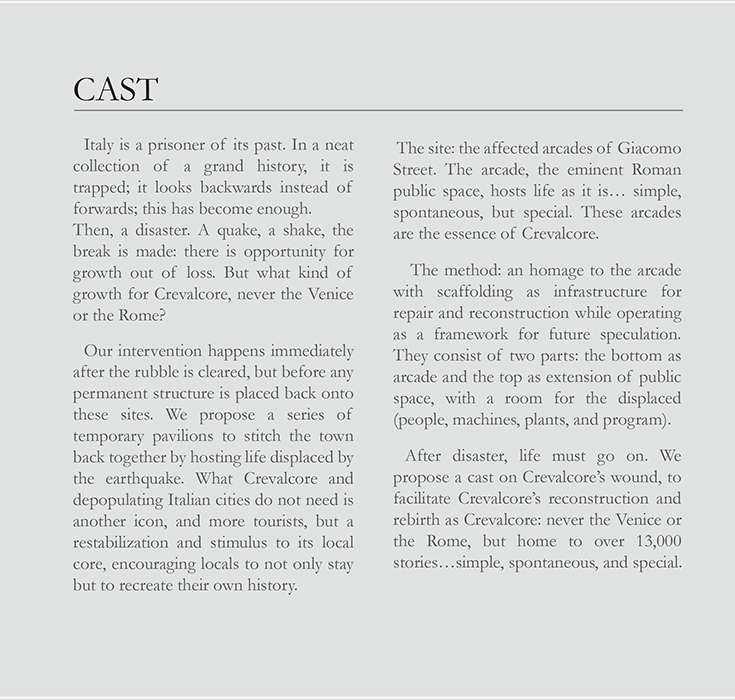 CAST
Italy is a prisoner of its past. In a neat
collection of a grand history, it is
trapped; it looks backwards instead of
forwards; this has become enough.
Then, a disaster. A quake, a shake, the
break is made: there is opportunity for
growth out of loss. But what kind of
growth for Crevalcore, never the Venice
or the Rome?
Our intervention happens immediately
after the rubble is cleared, but before any
permanent structure is placed back onto
these sites. We propose a series of
temporary pavilions to stitch the town
back together by hosting life displaced by
the earthquake. What Crevalcore and
depopulating Italian cities do not need is
another icon, and more tourists, but a
restabilization and stimulus to its local
core, encouraging locals to not only stay
but to recreate their own history.
The site: the affected arcades of Giacomo
Street. The arcade, the eminent Roman
public space, hosts life as it is… simple,
spontaneous, but special. These arcades
are the essence of Crevalcore.
The method: an homage to the arcade
with scaffolding as infrastructure for
repair and reconstruction while operating
as a framework for future speculation.
They consist of two parts: the bottom as
arcade and the top as extension of public
space, with a room for the displaced
(people, machines, plants, and program).
After disaster, life must go on. We
propose a cast on Crevalcore’s wound, to
facilitate Crevalcore’s reconstruction and
rebirth as Crevalcore: never the Venice or
the Rome, but home to over 13,000
stories…simple, spontaneous, and special.